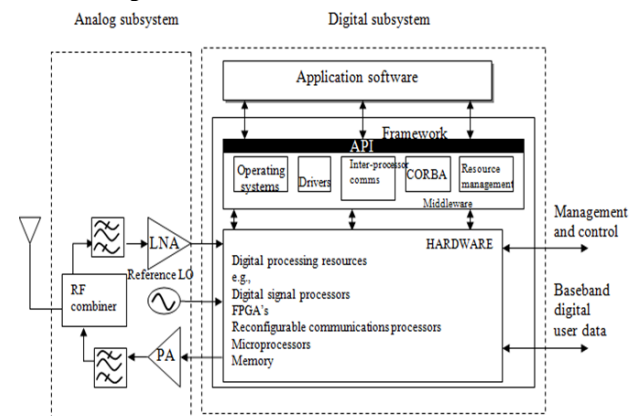 Analog subsystem
Digital subsystem
Application software
Framework
API
Operating
systems
Drivers
Inter-processor
comms
CORBA
Resource
management
Middleware
LNA
Reference LO
RF
combiner
PA
HARDWARE
Digital processing resources
e.g.,
Digital signal processors
FPGA's
Reconfigurable communications processors
Microprocessors
Memory
Management
and control
Baseband
digital
user data